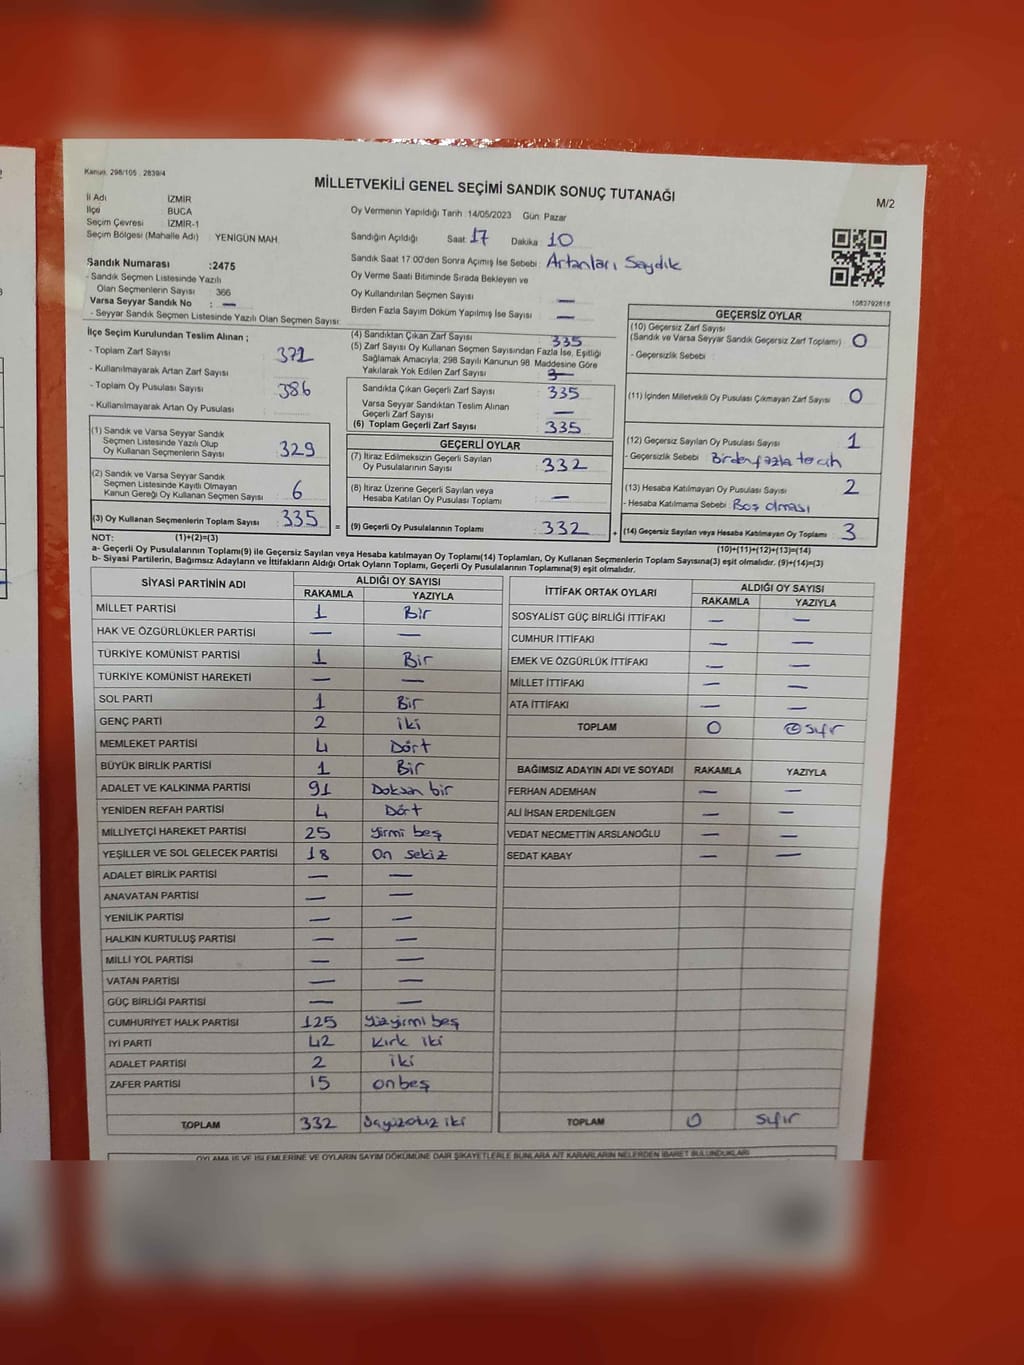 Kanun. 298/105 . 2839/4
MİLLETVEKİLİ GENEL SEÇİMİ SANDIK SONUÇ TUTANAĞI
M/2
İl Adı İZMİR
İlçe BUCA
Seçim Çevresi : İZMİR-1
Seçim Bölgesi (Mahalle Adı) : YENİGÜN MAH.
Oy Vermenin Yapıldığı Tarih :14/05/2023 Gün: Pazar
Sandığın Açıldığı Saat: 17 Dakika 10
Sandık Saat 17 00'den Sonra Açılmış İse Sebebi : Artanları Saydık
Oy Verme Saati Bitiminde Sırada Bekleyen ve
Oy Kullandırılan Seçmen Sayısı —
Birden Fazla Sayım Döküm Yapılmış İse Sayısı —
Sandık Numarası :2475
- Sandık Seçmen Listesinde Yazılı
Olan Seçmenlerin Sayısı : 366
Varsa Seyyar Sandık No : —
- Seyyar Sandık Seçmen Listesinde Yazılı Olan Seçmen Sayısı:
İlçe Seçim Kurulundan Teslim Alınan ;
- Toplam Zarf Sayısı : 372
- Kullanılmayarak Artan Zarf Sayısı :
- Toplam Oy Pusulası Sayısı : 386
- Kullanılmayarak Artan Oy Pusulası :
(1) Sandık ve Varsa Seyyar Sandık
Seçmen Listesinde Yazılı Olup
Oy Kullanan Seçmenlerin Sayısı : 329
(2) Sandık ve Varsa Seyyar Sandık
Seçmen Listesinde Kayıtlı Olmayan
Kanun Gereği Oy Kullanan Seçmen Sayısı : 6
(3) Oy Kullanan Seçmenlerin Toplam Sayısı : 335 =
(4) Sandıktan Çıkan Zarf Sayısı : 335
(5) Zarf Sayısı Oy Kullanan Seçmen Sayısından Fazla İse, Eşitliği
Sağlamak Amacıyla, 298 Sayılı Kanunun 98. Maddesine Göre
Yakılarak Yok Edilen Zarf Sayısı :
Sandıkta Çıkan Geçerli Zarf Sayısı : 335
Varsa Seyyar Sandıktan Teslim Alınan
Geçerli Zarf Sayısı : —
(6) Toplam Geçerli Zarf Sayısı : 335
GEÇERLİ OYLAR
(7) İtiraz Edilmeksizin Geçerli Sayılan
Oy Pusulalarının Sayısı : 332
(8) İtiraz Üzerine Geçerli Sayılan veya
Hesaba Katılan Oy Pusulası Toplamı : —
(9) Geçerli Oy Pusulalarının Toplamı : 332 +
1083792818
GEÇERSİZ OYLAR
(10) Geçersiz Zarf Sayısı
(Sandık ve Varsa Seyyar Sandık Geçersiz Zarf Toplamı) : 0
- Geçersizlik Sebebi :
(11) İçinden Milletvekili Oy Pusulası Çıkmayan Zarf Sayısı : 0
(12) Geçersiz Sayılan Oy Pusulası Sayısı : 1
- Geçersizlik Sebebi : Birden fazla tercih
(13) Hesaba Katılmayan Oy Pusulası Sayısı : 2
- Hesaba Katılmama Sebebi : Boş olması
(14) Geçersiz Sayılan veya Hesaba Katılmayan Oy Toplamı : 3
NOT: (1)+(2)=(3) (10)+(11)+(12)+(13)=(14)
a- Geçerli Oy Pusulalarının Toplamı(9) ile Geçersiz Sayılan veya Hesaba katılmayan Oy Toplamı(14) Toplamları, Oy Kullanan Seçmenlerin Toplam Sayısına(3) eşit olmalıdır. (9)+(14)=(3)
b- Siyasi Partilerin, Bağımsız Adayların ve İttifakların Aldığı Ortak Oyların Toplamı, Geçerli Oy Pusulalarının Toplamına(9) eşit olmalıdır.
SİYASİ PARTİNİN ADI ALDIĞI OY SAYISI
RAKAMLA YAZIYLA
MİLLET PARTİSİ 1 Bir
HAK VE ÖZGÜRLÜKLER PARTİSİ — —
TÜRKİYE KOMÜNİST PARTİSİ 1 Bir
TÜRKİYE KOMÜNİST HAREKETİ — —
SOL PARTİ 1 Bir
GENÇ PARTİ 2 iki
MEMLEKET PARTİSİ 4 Dört
BÜYÜK BİRLİK PARTİSİ 1 Bir
ADALET VE KALKINMA PARTİSİ 91 Doksan bir
YENİDEN REFAH PARTİSİ 4 Dört
MİLLİYETÇİ HAREKET PARTİSİ 25 yirmi beş
YEŞİLLER VE SOL GELECEK PARTİSİ 18 On sekiz
ADALET BİRLİK PARTİSİ — —
ANAVATAN PARTİSİ — —
YENİLİK PARTİSİ — —
HALKIN KURTULUŞ PARTİSİ — —
MİLLİ YOL PARTİSİ — —
VATAN PARTİSİ — —
GÜÇ BİRLİĞİ PARTİSİ — —
CUMHURİYET HALK PARTİSİ 125 Yüzyirmi beş
İYİ PARTİ 42 Kırk iki
ADALET PARTİSİ 2 iki
ZAFER PARTİSİ 15 onbeş
TOPLAM 332 üçyüzotuz iki
İTTİFAK ORTAK OYLARI ALDIĞI OY SAYISI
RAKAMLA YAZIYLA
SOSYALİST GÜÇ BİRLİĞİ İTTİFAKI — —
CUMHUR İTTİFAKI — —
EMEK VE ÖZGÜRLÜK İTTİFAKI — —
MİLLET İTTİFAKI — —
ATA İTTİFAKI — —
TOPLAM 0 sıfır
BAĞIMSIZ ADAYIN ADI VE SOYADI RAKAMLA YAZIYLA
FERHAN ADEMHAN — —
ALİ İHSAN ERDENİLGEN — —
VEDAT NECMETTİN ARSLANOĞLU — —
SEDAT KABAY — —
TOPLAM 0 sıfır
OYLAMA İŞ VE İŞLEMLERİNE VE OYLARIN SAYIM DÖKÜMÜNE DAİR ŞİKAYETLERLE BUNLARA AİT KARARLARIN NELERDEN İBARET BULUNDUKLARI